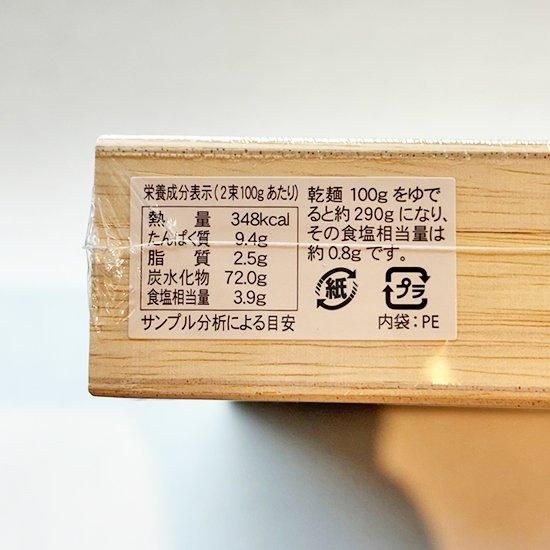 栄養成分表示(2束100gあたり)
熱量 348kcal
たんぱく質 9.4g
脂質 2.5g
炭水化物 72.0g
食塩相当量 3.9g
サンプル分析による目安
乾麺 100g をゆで
ると約 290g になり、
その食塩相当量は
約 0.8g です。
紙
プラ
内袋:PE